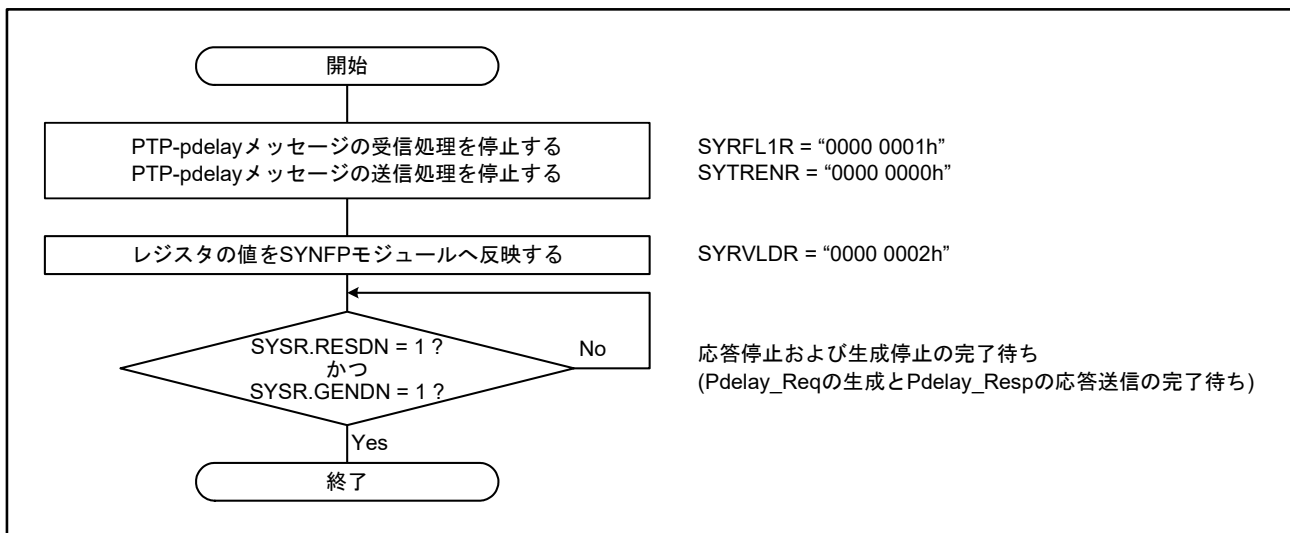 開始
PTP-pdelayメッセージの受信処理を停止する
PTP-pdelayメッセージの送信処理を停止する
SYRFL1R = “0000 0001h”
SYTRENR = “0000 0000h”
レジスタの値をSYNFPモジュールへ反映する
SYRVLDR = “0000 0002h”
SYSR.RESDN = 1 ?
かつ
SYSR.GENDN = 1 ?
No
応答停止および生成停止の完了待ち
(Pdelay_Reqの生成とPdelay_Respの応答送信の完了待ち)
Yes
終了